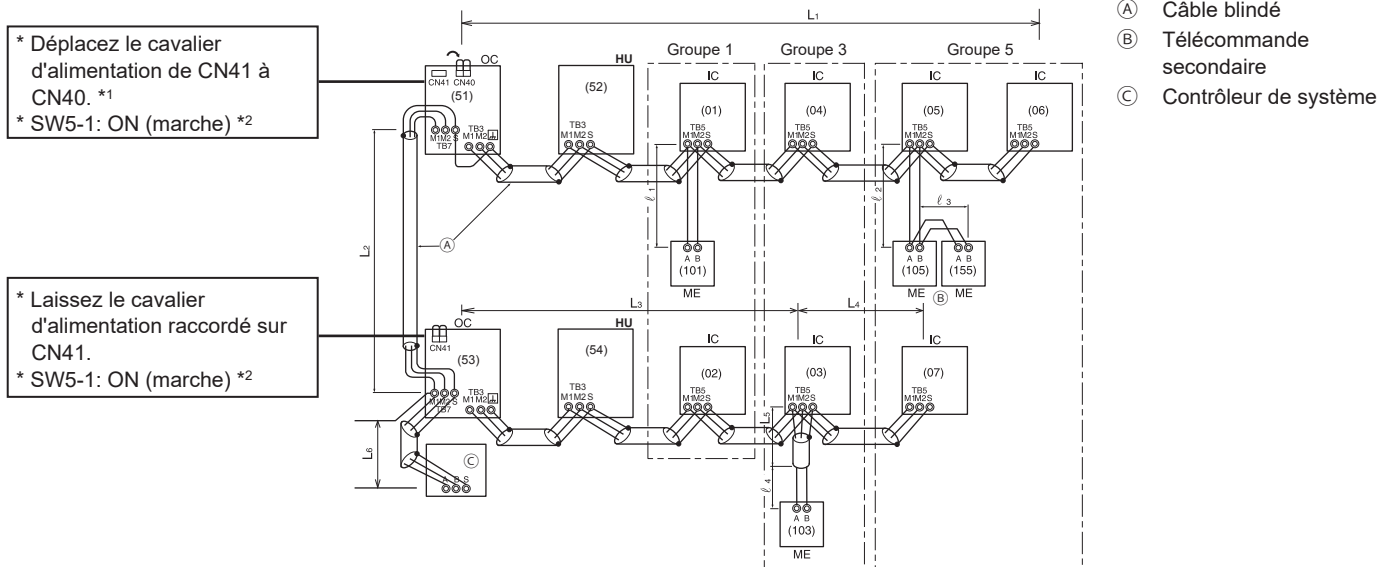 * Déplacez le cavalier
d'alimentation de CN41 à
CN40. *1
* SW5-1: ON (marche) *2
L1
Ⓐ Câble blindé
Ⓑ Télécommande
secondaire
Ⓒ Contrôleur de système
Groupe 1
Groupe 3
Groupe 5
OC
CN41 CN40
(51)
M1M2 S
TB7
TB3
M1M2
HU
(52)
TB3
M1M2S
IC
(01)
TB5
M1M2S
IC
(04)
TB5
M1M2S
IC
(05)
TB5
M1M2S
IC
(06)
TB5
M1M2S
ℓ1
ℓ2
ℓ3
A B
(101)
ME
A B
(105)
ME
Ⓑ
A B
(155)
ME
L2
Ⓐ
* Laissez le cavalier
d'alimentation raccordé sur
CN41.
* SW5-1: ON (marche) *2
L3
L4
OC
CN41
(53)
M1M2 S
TB7
TB3
M1M2
HU
(54)
TB3
M1M2S
IC
(02)
TB5
M1M2S
IC
(03)
TB5
M1M2S
IC
(07)
TB5
M1M2S
L5
ℓ4
L6
Ⓒ
A B S
A B
(103)
ME